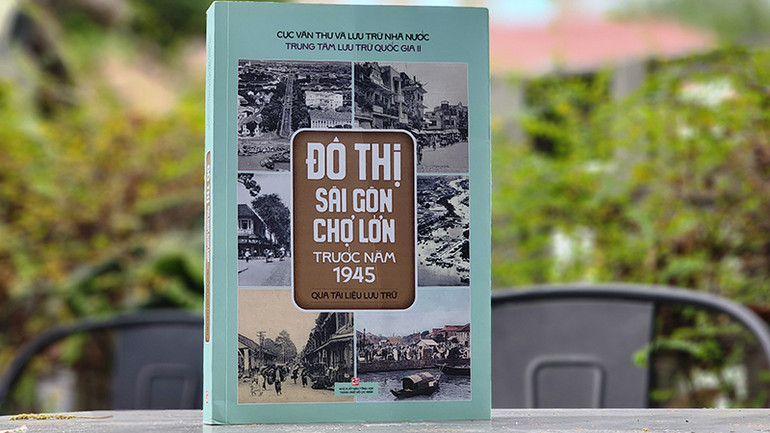 CỤC VĂN THƯ VÀ LƯU TRỮ NHÀ NƯỚC
TRUNG TÂM LƯU TRỮ QUỐC GIA II
ĐÔ THỊ
SÀI GÒN
CHỢ LỚN
TRƯỚC NĂM
1945
QUA TÀI LIỆU LƯU TRỮ